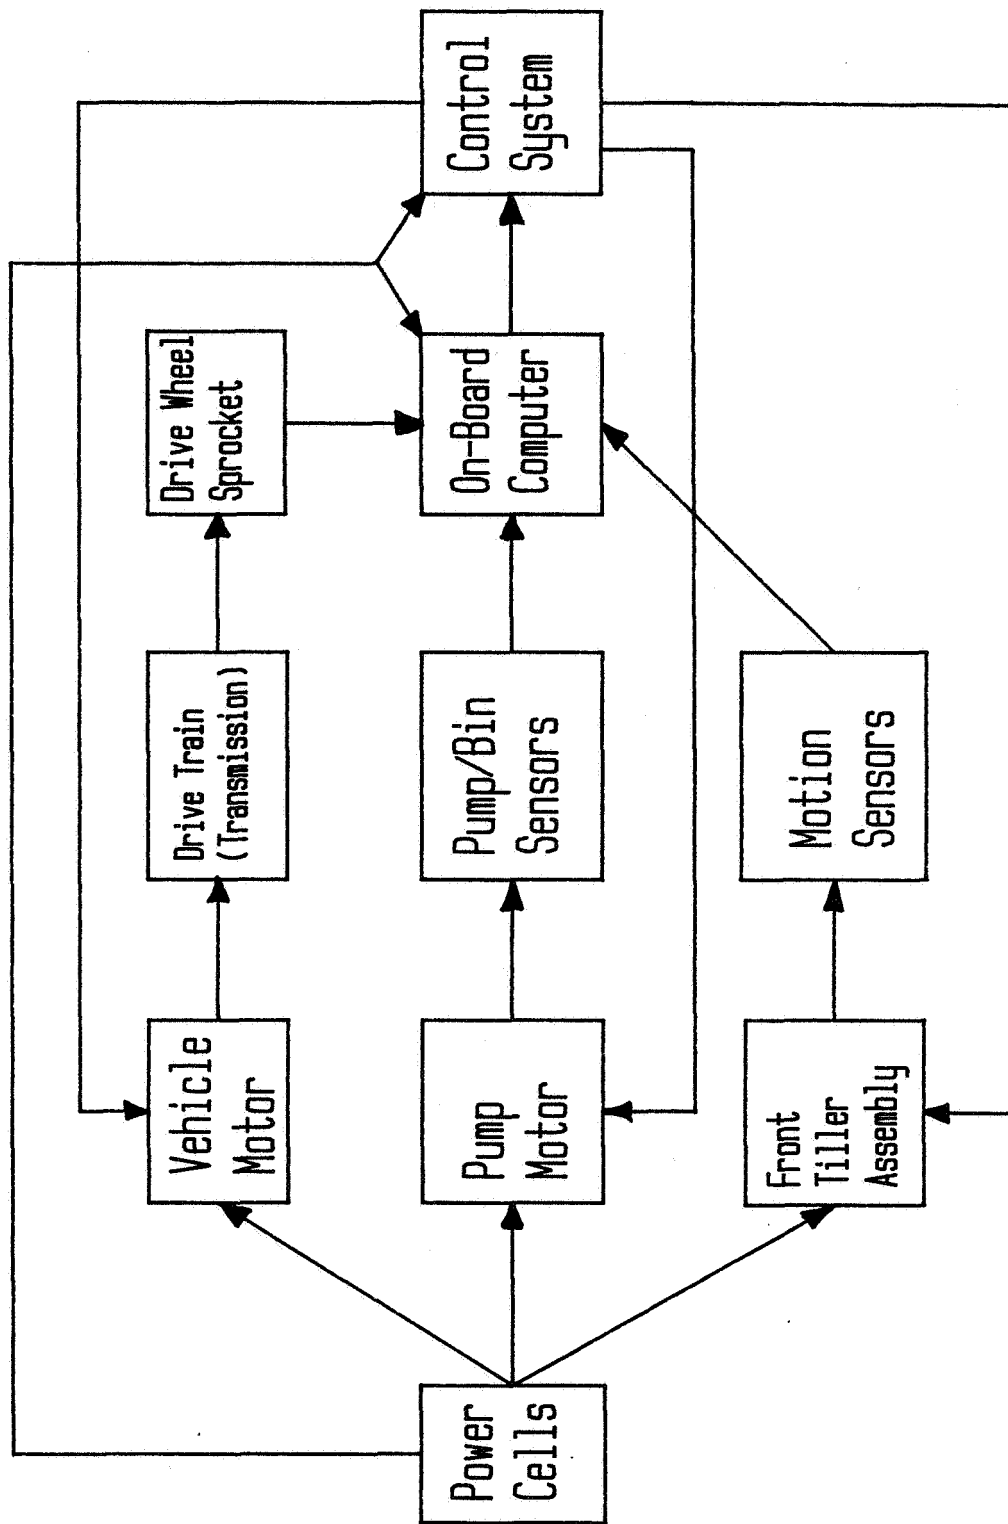 Power
Cells
Vehicle
Motor
Drive Train
(Transmission)
Drive Wheel
Sprocket
Pump
Motor
Pump/Bin
Sensors
On-Board
Computer
Control
System
Front
Tiller
Assembly
Motion
Sensors